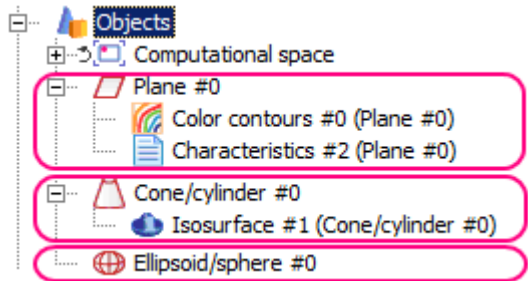 Objects
Computational space
Plane #0
Color contours #0 (Plane #0)
Characteristics #2 (Plane #0)
Cone/cylinder #0
Isosurface #1 (Cone/cylinder #0)
Ellipsoid/sphere #0